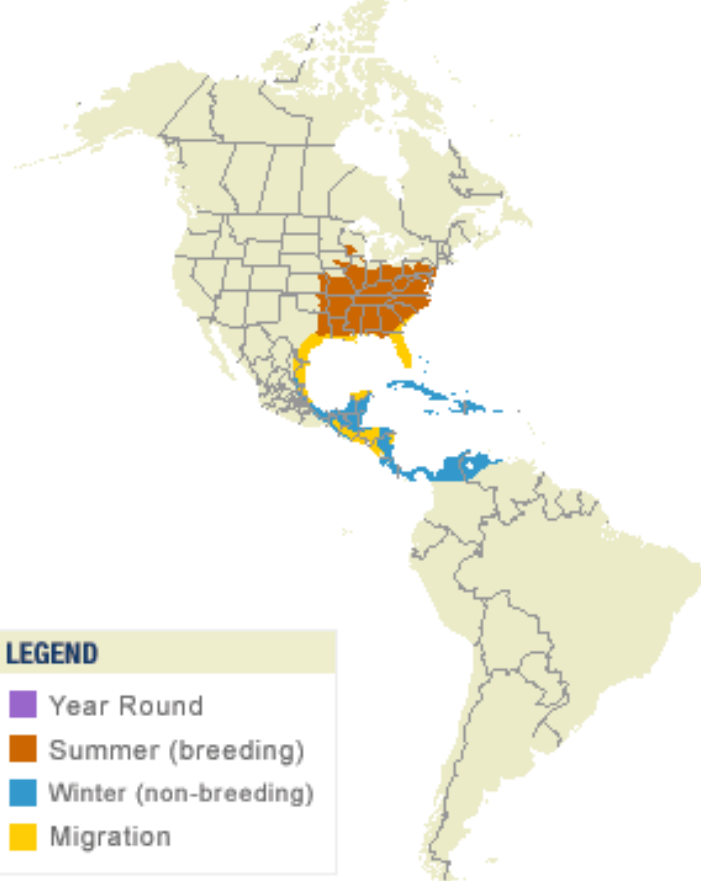 LEGEND
Year Round
Summer (breeding)
Winter (non-breeding)
Migration